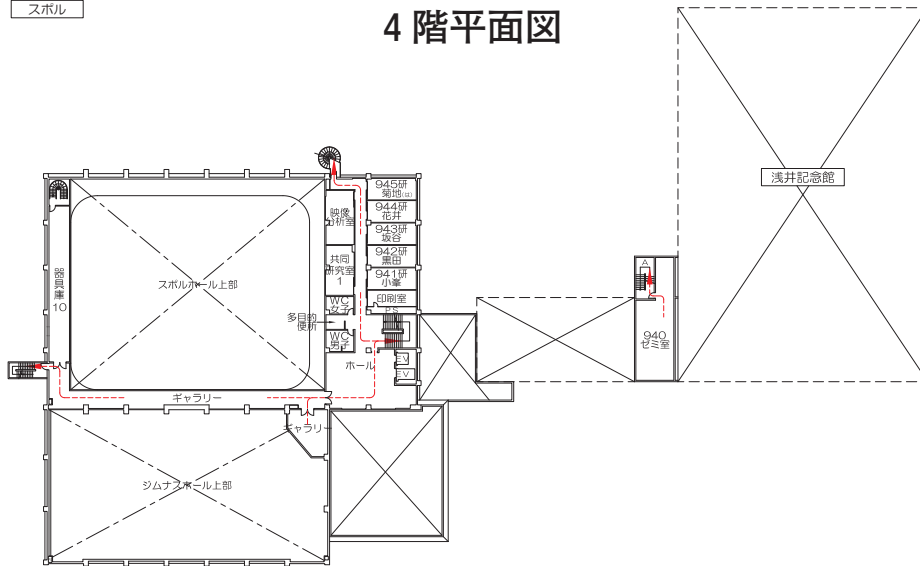 スポル
4 階平面図
浅井記念館
945研
菊地(は)
944研
花井
943研
坂谷
942研
黒田
941研
小峯
印刷室
P.S
映像
分析室
共同
研究室
1
WC
女子
多目的
便所
WC
男子
スポルホール上部
器具庫
10
A
940
ゼミ室
ホール
EV
EV
ギャラリー
ギャラリー
ジムナスホール上部